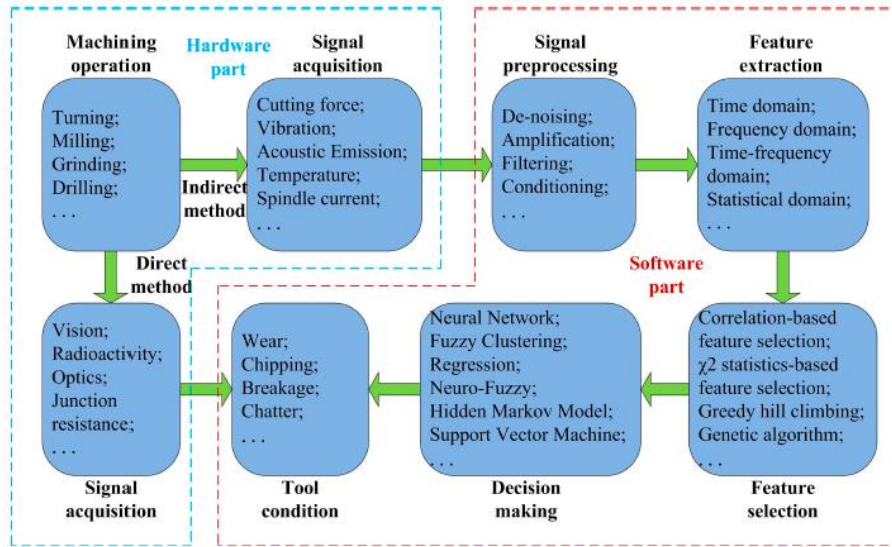 Machining
operation
Hardware
part
Signal
acquisition
Signal
preprocessing
Feature
extraction
Turning;
Milling;
Grinding;
Drilling;
. . .
Indirect
method
Cutting force;
Vibration;
Acoustic Emission;
Temperature;
Spindle current;
. . .
De-noising;
Amplification;
Filtering;
Conditioning;
. . .
Time domain;
Frequency domain;
Time-frequency
domain;
Statistical domain;
. . .
Direct
method
Software
part
Vision;
Radioactivity;
Optics;
Junction
resistance;
. . .
Signal
acquisition
Wear;
Chipping;
Breakage;
Chatter;
. . .
Tool
condition
Neural Network;
Fuzzy Clustering;
Regression;
Neuro-Fuzzy;
Hidden Markov Model;
Support Vector Machine;
. . .
Decision
making
Correlation-based
feature selection;
χ2 statistics-based
feature selection;
Greedy hill climbing;
Genetic algorithm;
. . .
Feature
selection